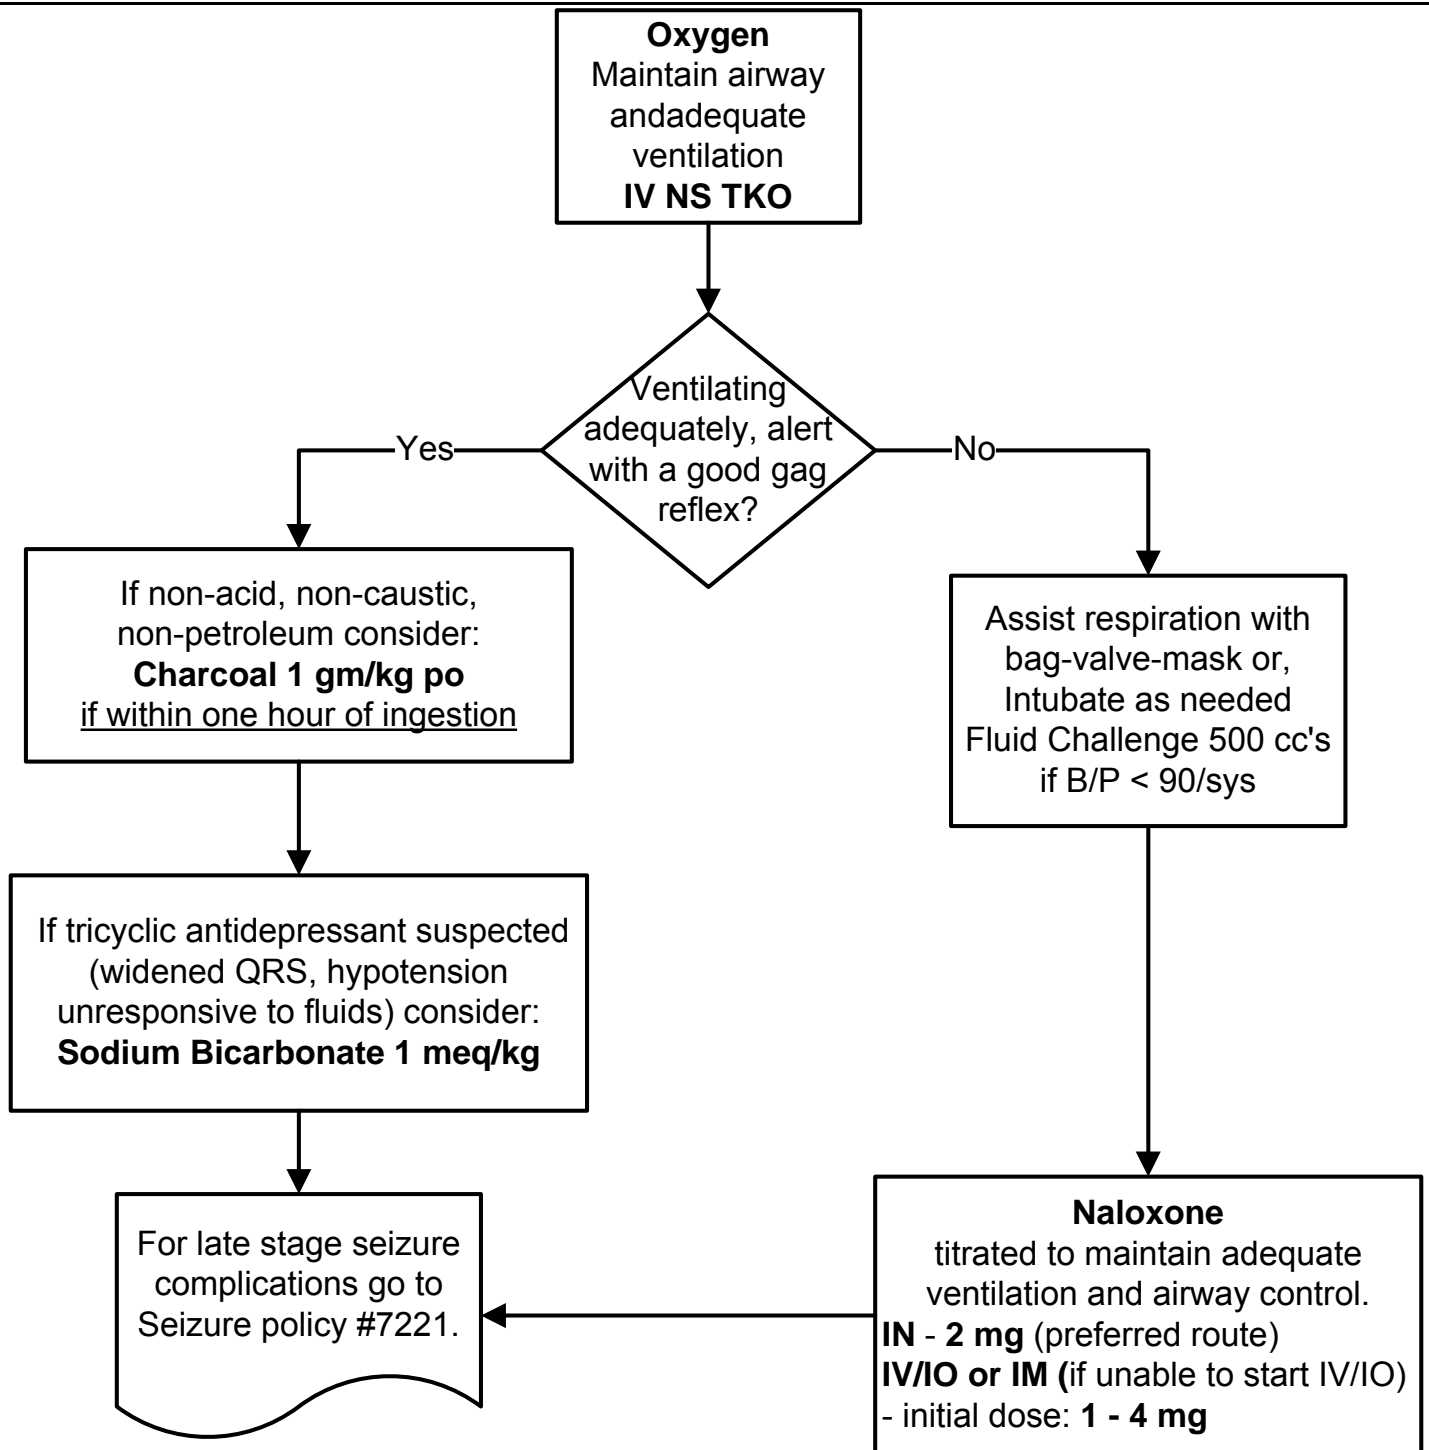 Oxygen
Maintain airway
andadequate
ventilation
IV NS TKO
Ventilating
adequately, alert
with a good gag
reflex?
Yes
No
If non-acid, non-caustic,
non-petroleum consider:
Charcoal 1 gm/kg po
if within one hour of ingestion
Assist respiration with
bag-valve-mask or,
Intubate as needed
Fluid Challenge 500 cc's
if B/P < 90/sys
If tricyclic antidepressant suspected
(widened QRS, hypotension
unresponsive to fluids) consider:
Sodium Bicarbonate 1 meq/kg
For late stage seizure
complications go to
Seizure policy #7221.
Naloxone
titrated to maintain adequate
ventilation and airway control.
IN - 2 mg (preferred route)
IV/IO or IM (if unable to start IV/IO)
- initial dose: 1 - 4 mg